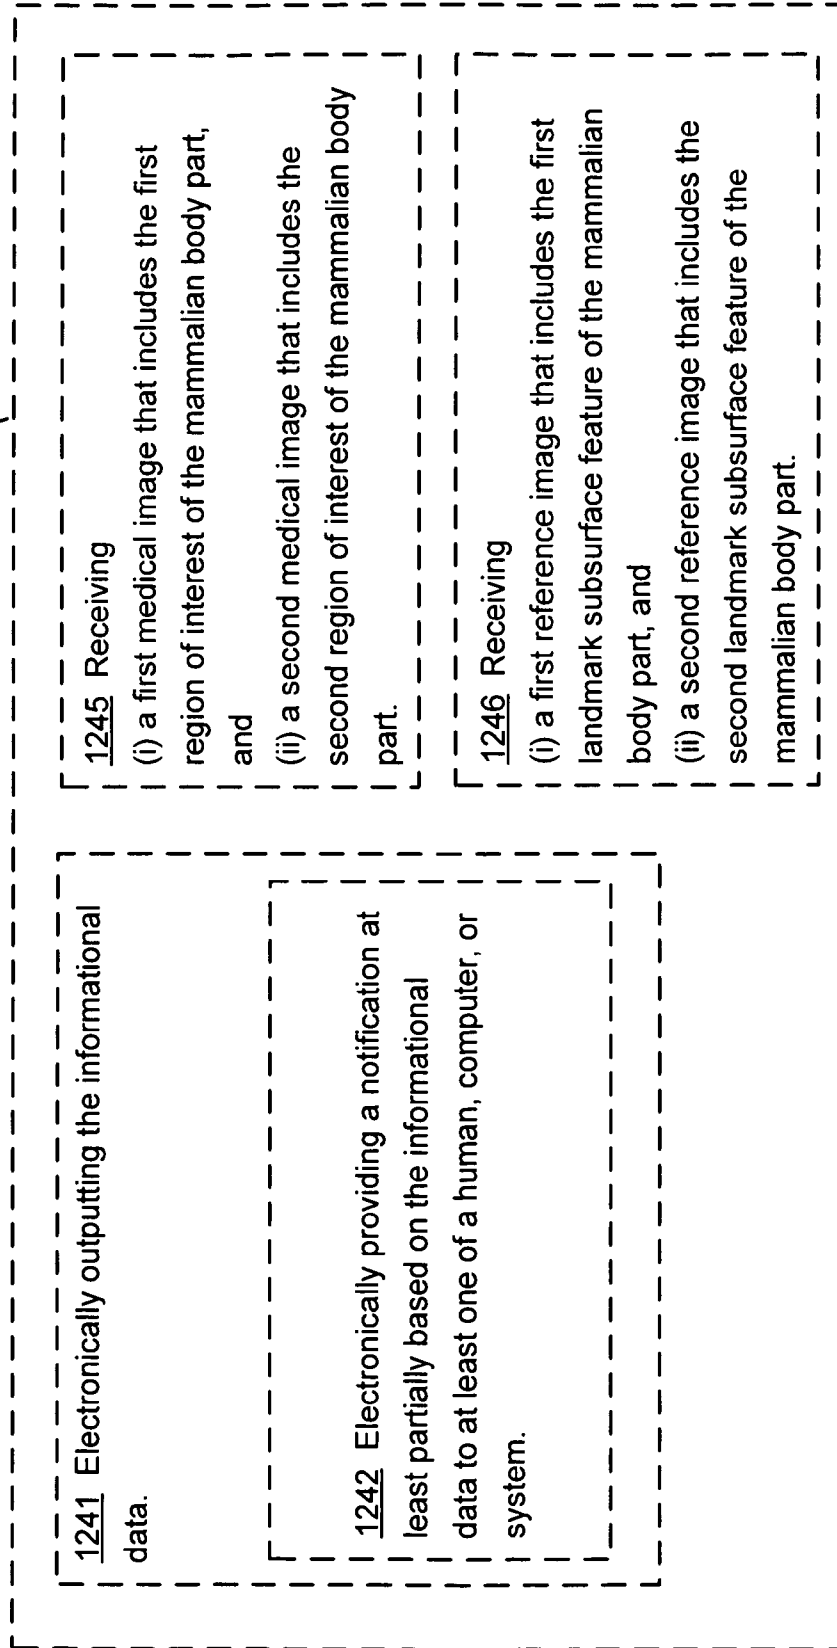 1241 Electronically outputting the informational
data.
1242 Electronically providing a notification at
least partially based on the informational
data to at least one of a human, computer, or
system.
1245 Receiving
(i) a first medical image that includes the first
region of interest of the mammalian body part,
and
(ii) a second medical image that includes the
second region of interest of the mammalian body
part.
1246 Receiving
(i) a first reference image that includes the first
landmark subsurface feature of the mammalian
body part, and
(ii) a second reference image that includes the
second landmark subsurface feature of the
mammalian body part.